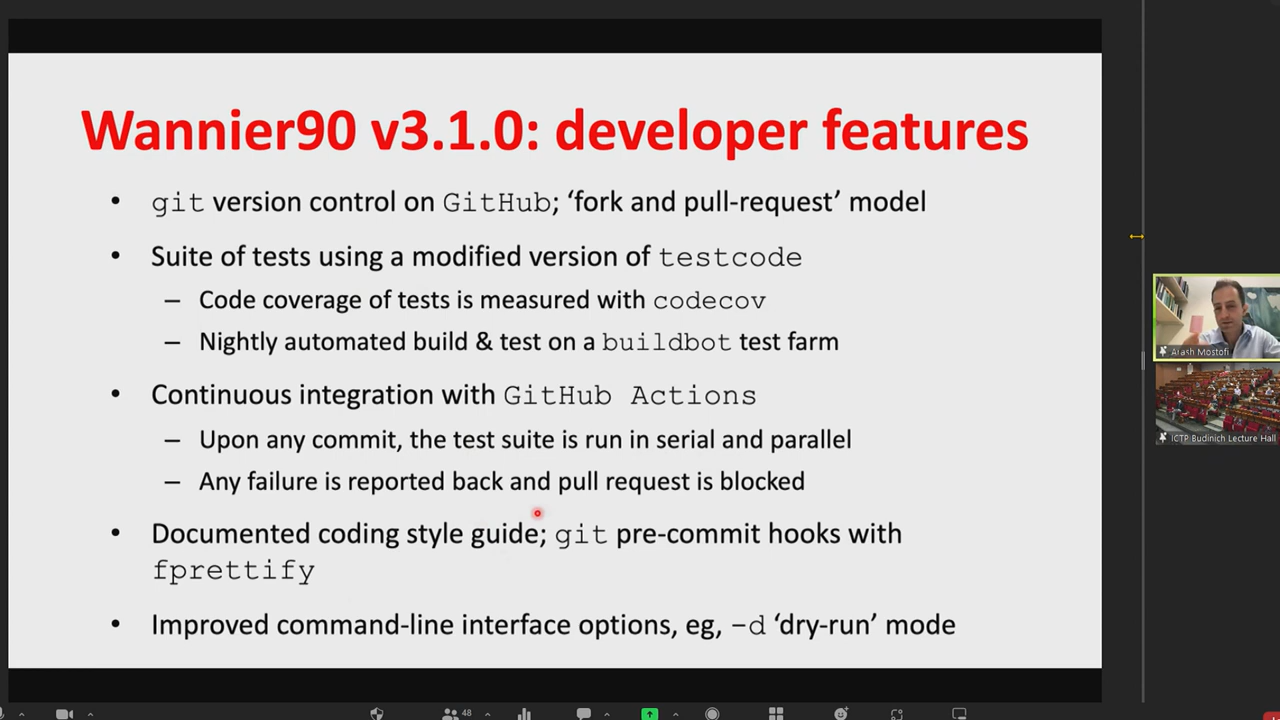 Wannier90 v3.1.0: developer features
• git version control on GitHub; ‘fork and pull-request’ model
• Suite of tests using a modified version of testcode
– Code coverage of tests is measured with codecov
– Nightly automated build & test on a buildbot test farm
• Continuous integration with GitHub Actions
– Upon any commit, the test suite is run in serial and parallel
– Any failure is reported back and pull request is blocked
• Documented coding style guide; git pre-commit hooks with
fprettify
• Improved command-line interface options, eg, -d ‘dry-run’ mode
Arash Mostofi
ICTP Budinich Lecture Hall
48